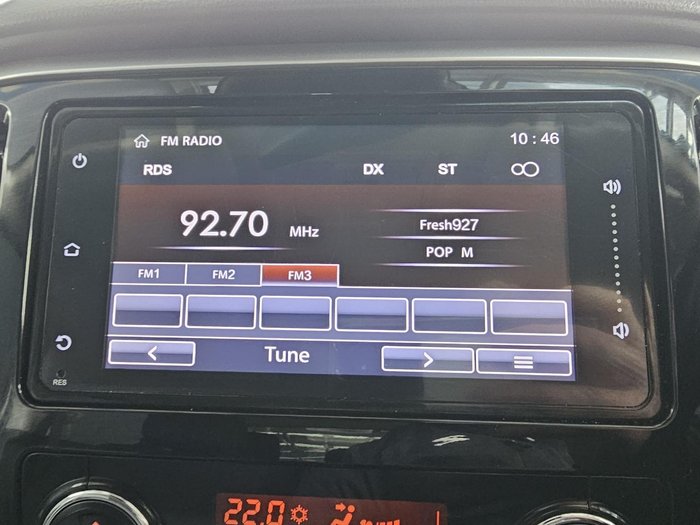 FM RADIO 10:46
RDS DX ST
92.70 MHz
Fresh927
POP M
FM1 FM2 FM3
Tune
RES
22.0